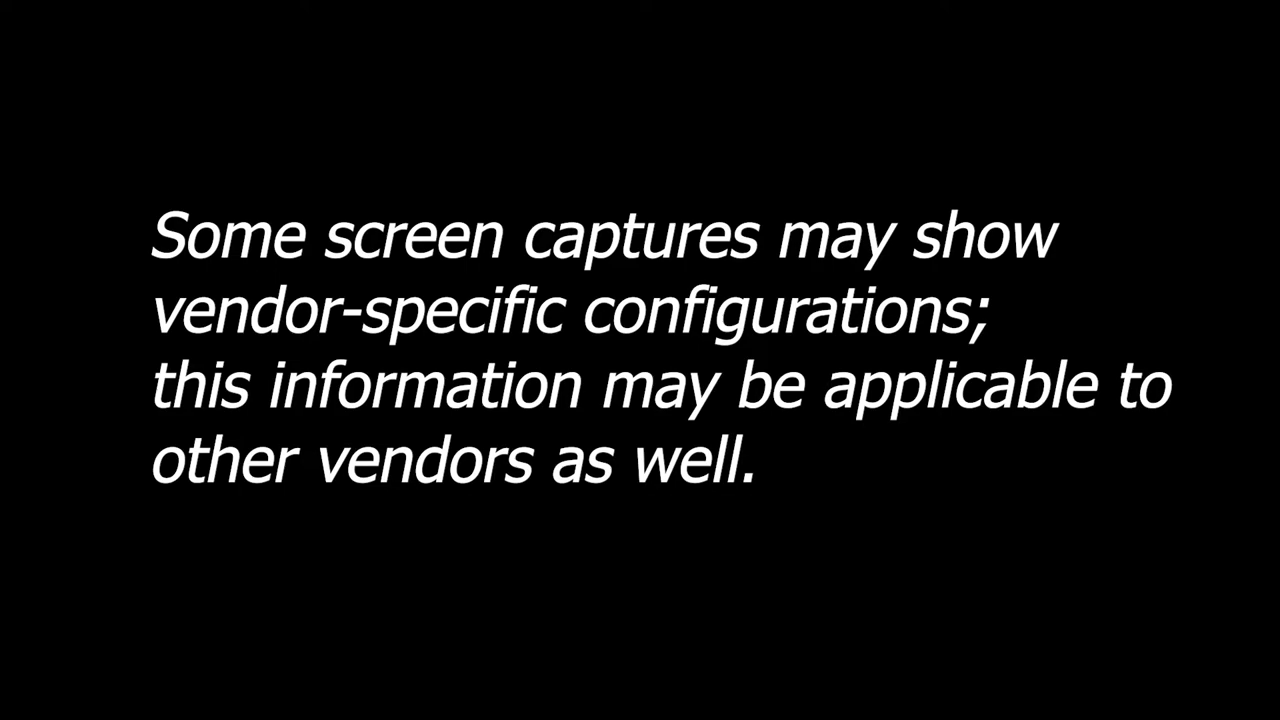 Some screen captures may show
vendor-specific configurations;
this information may be applicable to
other vendors as well.